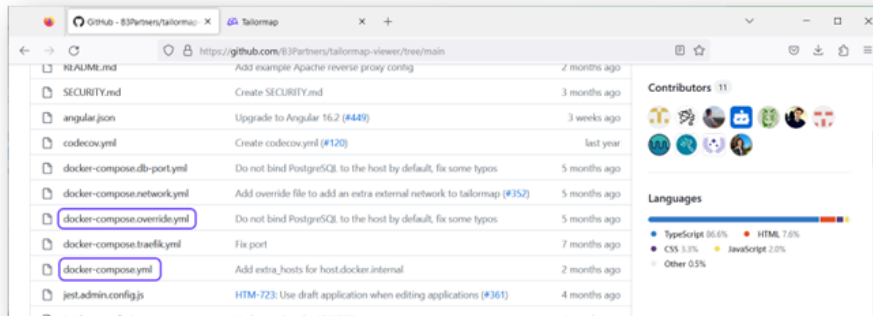 GitHub - B3Partners/tailormap-
Tailormap
https://github.com/B3Partners/tailormap-viewer/tree/main
README.md Add example Apache reverse proxy config 2 months ago
SECURITY.md Create SECURITY.md 3 months ago
angular.json Upgrade to Angular 16.2 (#449) 3 weeks ago
codecov.yml Create codecov.yml (#120) last year
docker-compose.db-port.yml Do not bind PostgreSQL to the host by default, fix some typos 5 months ago
docker-compose.network.yml Add override file to add an extra external network to tailormap (#352) 5 months ago
docker-compose.override.yml Do not bind PostgreSQL to the host by default, fix some typos 5 months ago
docker-compose.traefik.yml Fix port 7 months ago
docker-compose.yml Add extra_hosts for host.docker.internal 2 months ago
jest.admin.config.js HTM-723: Use draft application when editing applications (#361) 4 months ago
Contributors 11
Languages
TypeScript 86.6% HTML 7.6%
CSS 3.3% JavaScript 2.0%
Other 0.5%